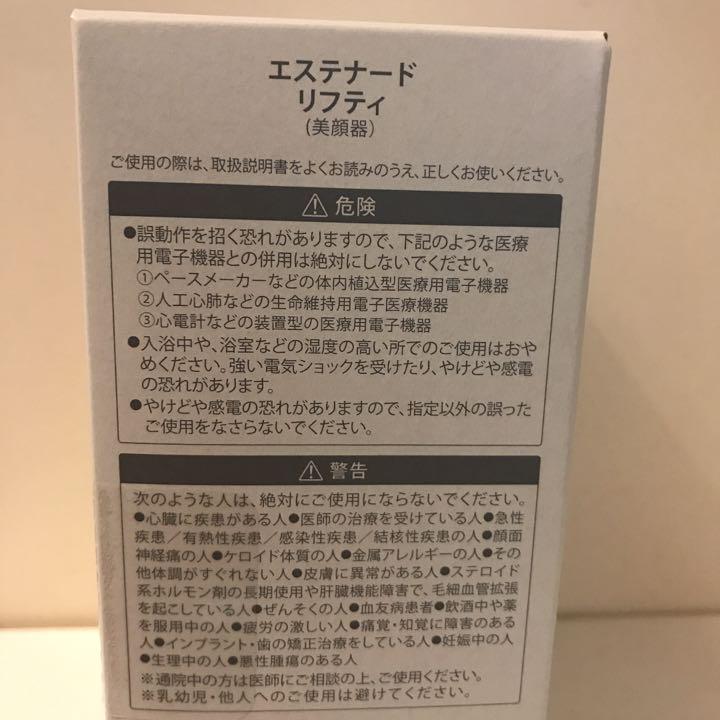 エステナード
リフティ
(美顔器)
ご使用の際は、取扱説明書をよくお読みのうえ、正しくお使いください。
⚠ 危険
●誤動作を招く恐れがありますので、下記のような医療
用電子機器との併用は絶対にしないでください。
①ペースメーカーなどの体内植込型医療用電子機器
②人工心肺などの生命維持用電子医療機器
③心電計などの装置型の医療用電子機器
●入浴中や、浴室などの湿度の高い所でのご使用はおや
めください。強い電気ショックを受けたり、やけどや感電
の恐れがあります。
●やけどや感電の恐れがありますので、指定以外の誤った
ご使用をなさらないでください。
⚠ 警告
次のような人は、絶対にご使用にならないでください。
●心臓に疾患がある人●医師の治療を受けている人●急性
疾患／有熱性疾患／感染性疾患／結核性疾患の人●顔面
神経痛の人●ケロイド体質の人●金属アレルギーの人●その
他体調がすぐれない人●皮膚に異常がある人●ステロイド
系ホルモン剤の長期使用や肝臓機能障害で、毛細血管拡張
を起こしている人●ぜんそくの人●血友病患者●飲酒中や薬
を服用中の人●疲労の激しい人●痛覚・知覚に障害のある
人●インプラント・歯の矯正治療をしている人●妊娠中の人
●生理中の人●悪性腫瘍のある人
※通院中の方は医師にご相談の上、ご使用ください。
※乳幼児・他人へのご使用は避けてください。